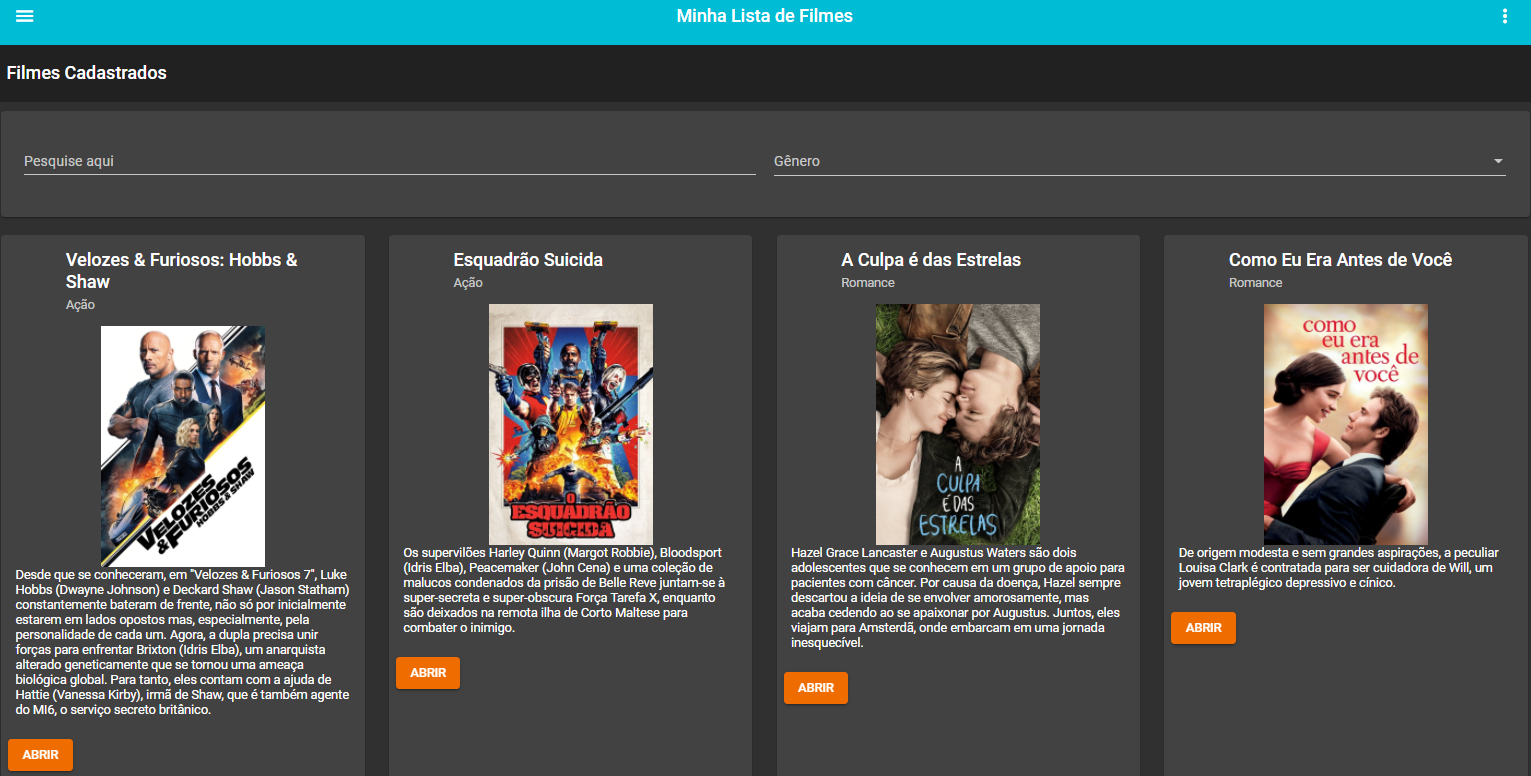 Minha Lista de Filmes
Filmes Cadastrados
Pesquise aqui
Gênero
Velozes & Furiosos: Hobbs &
Shaw
Ação
VELOZES
& FURIOSOS
HOBBS & SHAW
Desde que se conheceram, em "Velozes & Furiosos 7", Luke
Hobbs (Dwayne Johnson) e Deckard Shaw (Jason Statham)
constantemente bateram de frente, não só por inicialmente
estarem em lados opostos mas, especialmente, pela
personalidade de cada um. Agora, a dupla precisa unir
forças para enfrentar Brixton (Idris Elba), um anarquista
alterado geneticamente que se tornou uma ameaça
biológica global. Para tanto, eles contam com a ajuda de
Hattie (Vanessa Kirby), irmã de Shaw, que é também agente
do MI6, o serviço secreto britânico.
ABRIR
Esquadrão Suicida
Ação
O
ESQUADRÃO
SUICIDA
Os supervilões Harley Quinn (Margot Robbie), Bloodsport
(Idris Elba), Peacemaker (John Cena) e uma coleção de
malucos condenados da prisão de Belle Reve juntam-se à
super-secreta e super-obscura Força Tarefa X, enquanto
são deixados na remota ilha de Corto Maltese para
combater o inimigo.
ABRIR
A Culpa é das Estrelas
Romance
A
CULPA
É DAS
ESTRELAS
Hazel Grace Lancaster e Augustus Waters são dois
adolescentes que se conhecem em um grupo de apoio para
pacientes com câncer. Por causa da doença, Hazel sempre
descartou a ideia de se envolver amorosamente, mas
acaba cedendo ao se apaixonar por Augustus. Juntos, eles
viajam para Amsterdã, onde embarcam em uma jornada
inesquecível.
ABRIR
Como Eu Era Antes de Você
Romance
como
eu era
antes de
você
De origem modesta e sem grandes aspirações, a peculiar
Louisa Clark é contratada para ser cuidadora de Will, um
jovem tetraplégico depressivo e cínico.
ABRIR